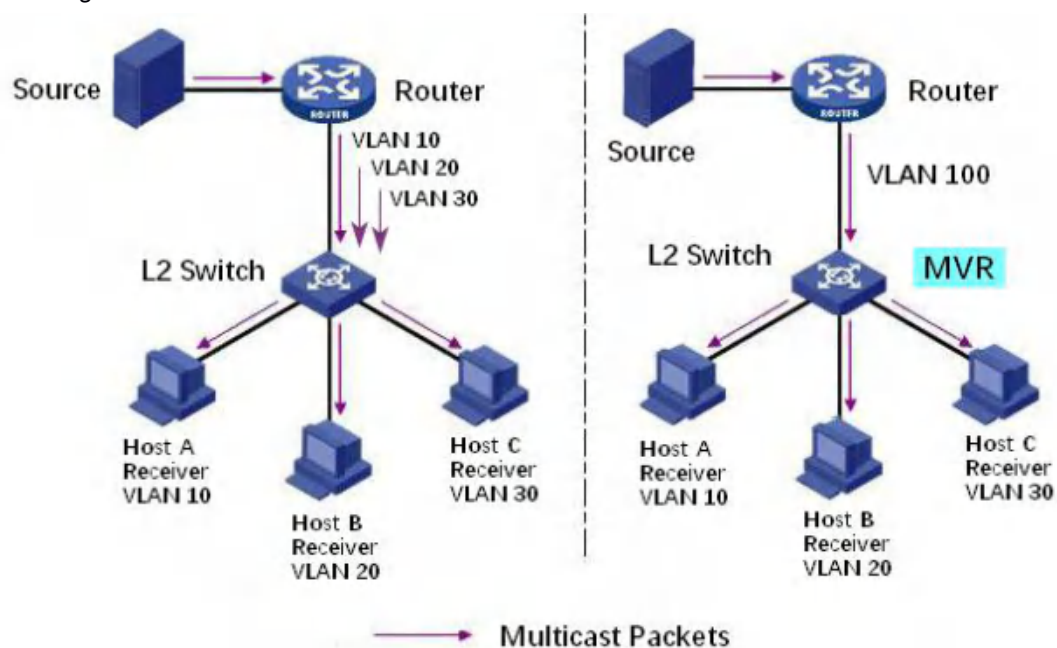 Source
Router
ROUTER
VLAN 10
VLAN 20
VLAN 30
L2 Switch
Host A
Receiver
VLAN 10
Host B
Receiver
VLAN 20
Host C
Receiver
VLAN 30
Source
Router
ROUTER
VLAN 100
L2 Switch
MVR
Host A
Receiver
VLAN 10
Host B
Receiver
VLAN 20
Host C
Receiver
VLAN 30
Multicast Packets